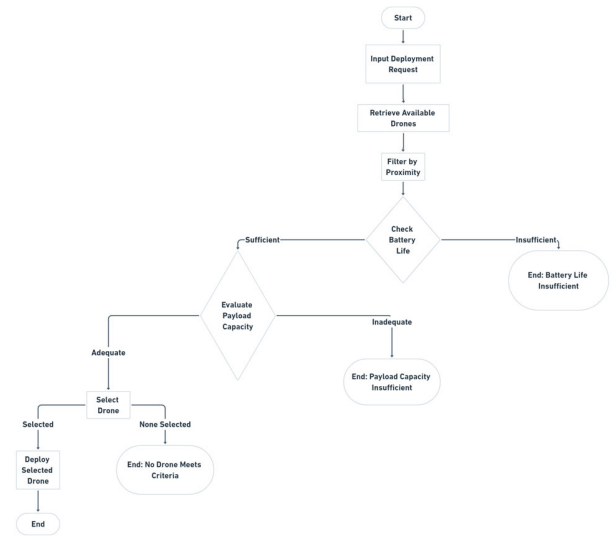 Start
Input Deployment
Request
Retrieve Available
Drones
Filter by
Proximity
Check
Battery
Life
Sufficient
Insufficient
End: Battery Life
Insufficient
Evaluate
Payload
Capacity
Inadequate
End: Payload Capacity
Insufficient
Adequate
Select
Drone
Selected
None Selected
Deploy
Selected
Drone
End: No Drone Meets
Criteria
End